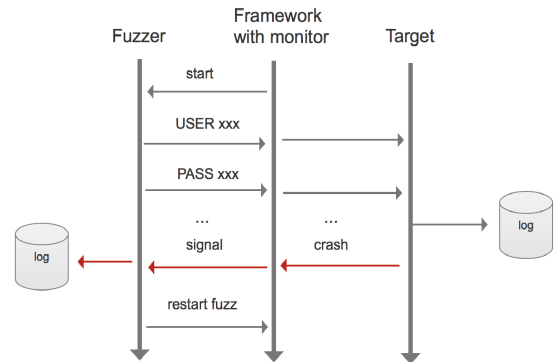 Fuzzer
Framework
with monitor
Target
start
USER xxx
PASS xxx
...
...
log
log
signal
crash
restart fuzz